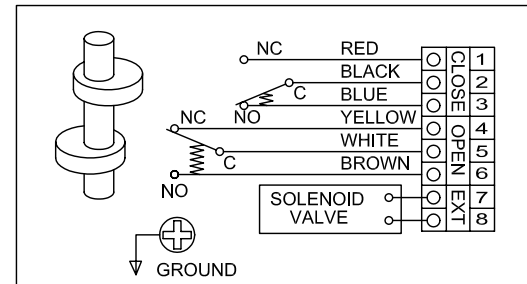 NC RED CLOSE 1
BLACK 2
C BLUE 3
NO
NC YELLOW OPEN 4
WHITE 5
C BROWN 6
NO
SOLENOID EXT 7
VALVE 8
GROUND